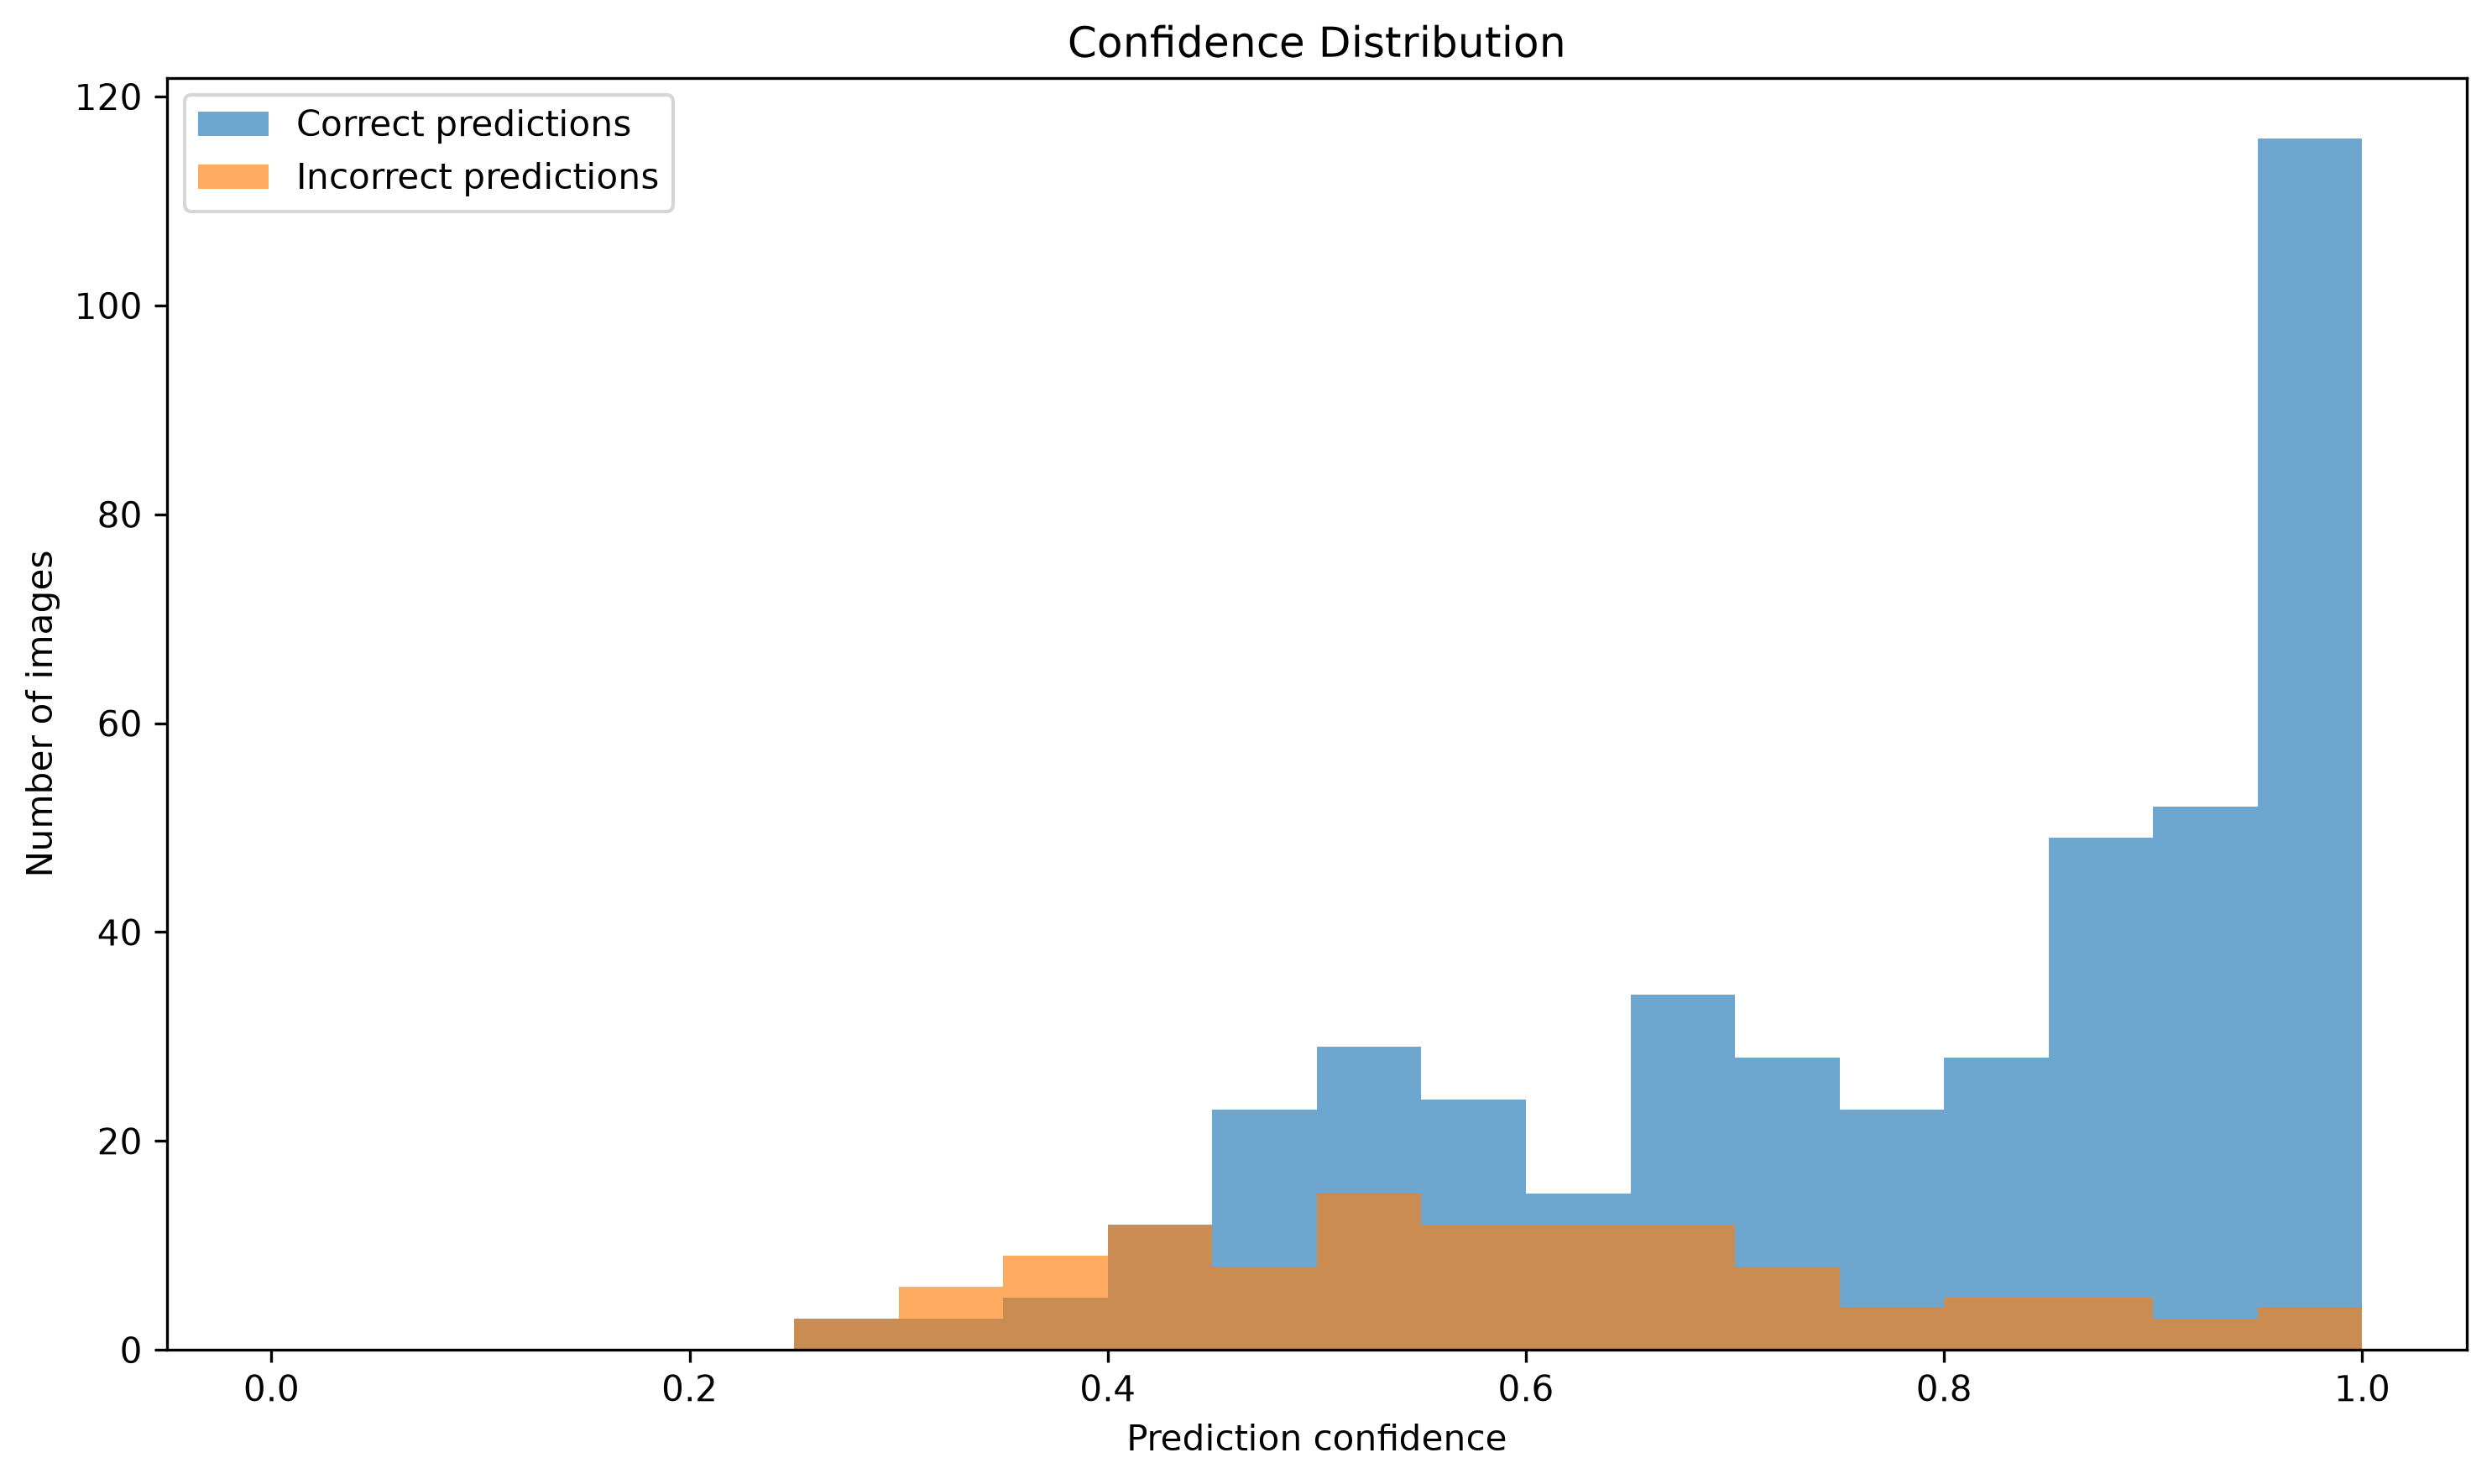 Confidence Distribution
Correct predictions
Incorrect predictions
120
100
80
60
40
20
0
Number of images
0.0 0.2 0.4 0.6 0.8 1.0
Prediction confidence